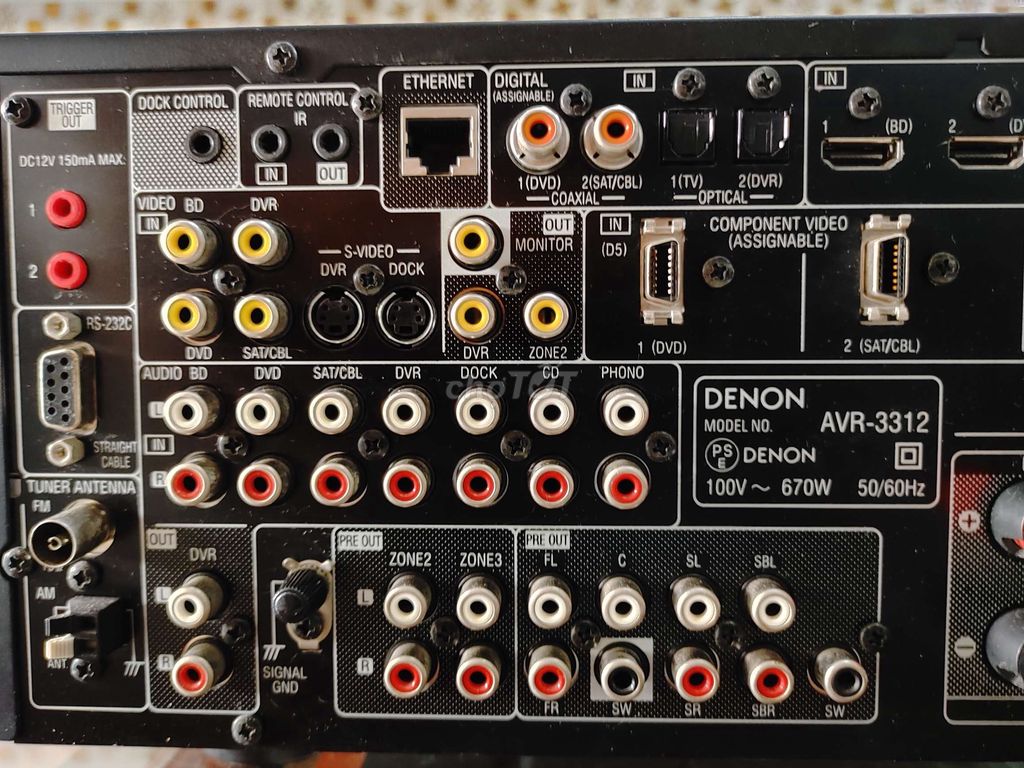 TRIGGER
OUT
DC12V 150mA MAX.
1
2
RS-232C
STRAIGHT
CABLE
DOCK CONTROL
REMOTE CONTROL
IR
IN
OUT
ETHERNET
DIGITAL
(ASSIGNABLE)
IN
1(DVD)
2(SAT/CBL)
1(TV)
2(DVR)
COAXIAL
OPTICAL
IN
1
(BD)
2
VIDEO
IN
BD
DVR
S-VIDEO
DVR
DOCK
DVD
SAT/CBL
OUT
MONITOR
DVR
ZONE2
IN
(D5)
COMPONENT VIDEO
(ASSIGNABLE)
1 (DVD)
2 (SAT/CBL)
AUDIO
BD
DVD
SAT/CBL
DVR
DOCK
CD
PHONO
L
IN
R
choTOT
DENON
MODEL NO.
AVR-3312
PS
E
DENON
100V ~ 670W
50/60Hz
TUNER ANTENNA
FM
AM
ANT.
OUT
DVR
L
R
SIGNAL
GND
PRE OUT
ZONE2
ZONE3
L
R
PRE OUT
FL
C
SL
SBL
FR
SW
SR
SBR
SW
+
−